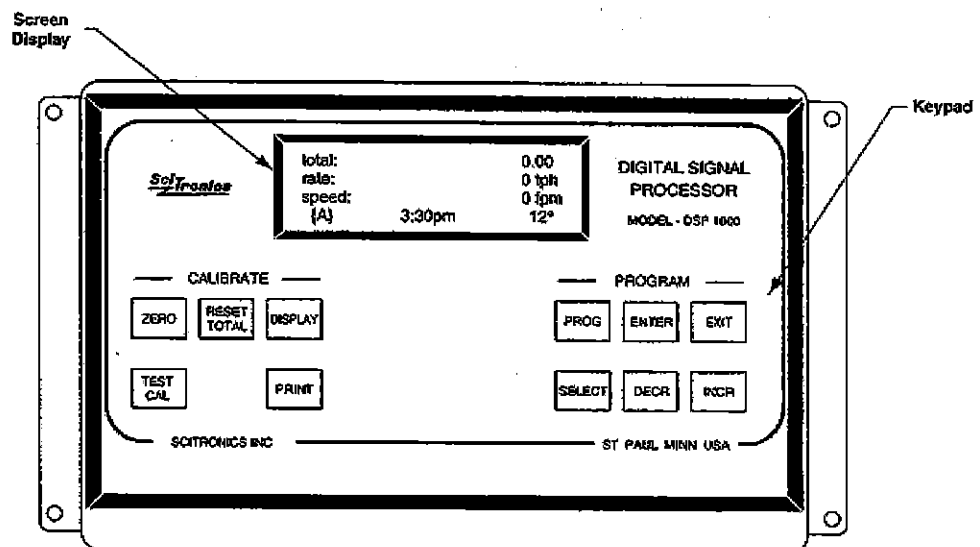 Screen
Display
Keypad
SciTronics
total: 0.00
rate: 0 tph
speed: 0 fpm
(A) 3:30pm 12°
DIGITAL SIGNAL
PROCESSOR
MODEL - DSP 1000
CALIBRATE
PROGRAM
ZERO
RESET
TOTAL
DISPLAY
PROG
ENTER
EXIT
TEST
CAL
PRINT
SELECT
DECR
INCR
SCITRONICS INC
ST PAUL MINN USA